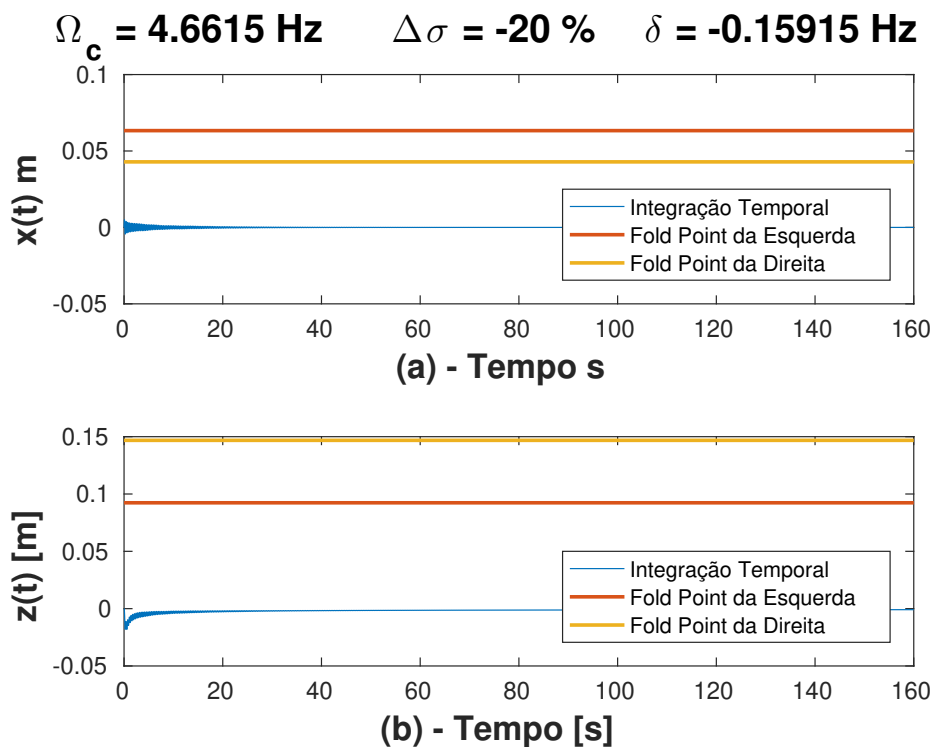 Ω_c = 4.6615 Hz Δσ = -20 % δ = -0.15915 Hz
0.1
0.05
0
-0.05
x(t) m
Integração Temporal
Fold Point da Esquerda
Fold Point da Direita
0 20 40 60 80 100 120 140 160
(a) - Tempo s
0.15
0.1
0.05
0
-0.05
z(t) [m]
Integração Temporal
Fold Point da Esquerda
Fold Point da Direita
0 20 40 60 80 100 120 140 160
(b) - Tempo [s]